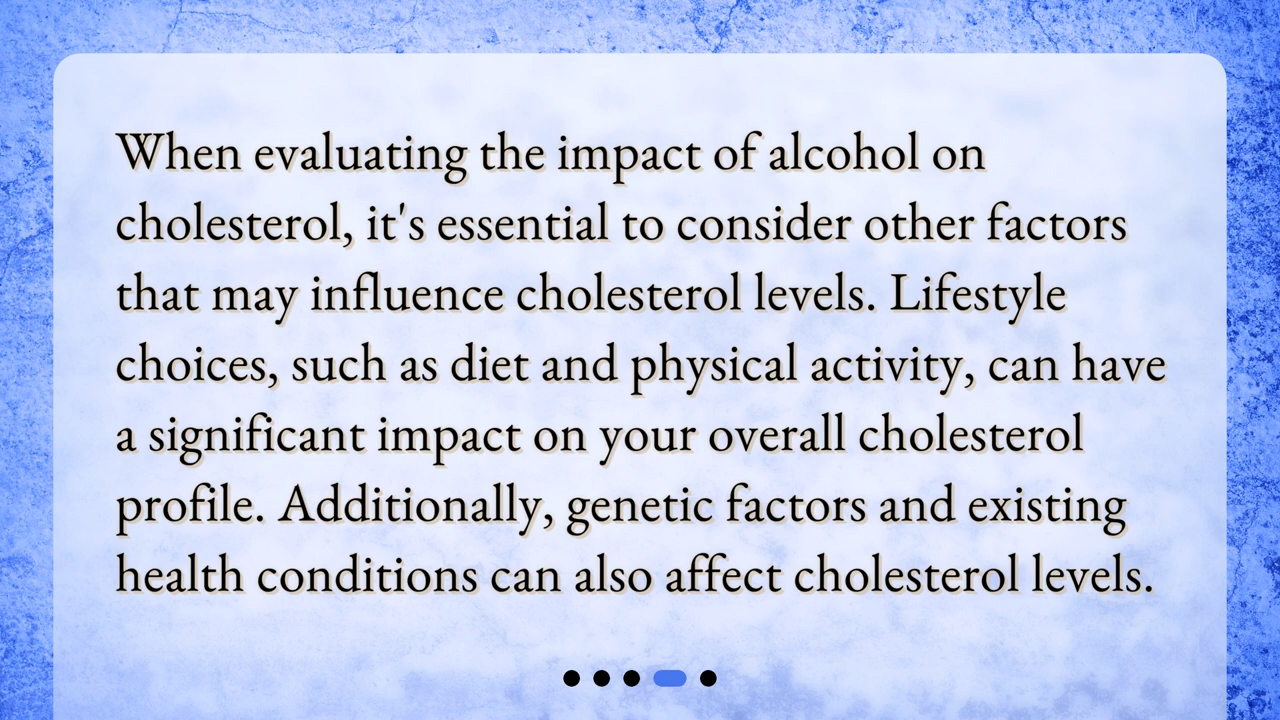 When evaluating the impact of alcohol on
cholesterol, it's essential to consider other factors
that may influence cholesterol levels. Lifestyle
choices, such as diet and physical activity, can have
a significant impact on your overall cholesterol
profile. Additionally, genetic factors and existing
health conditions can also affect cholesterol levels.